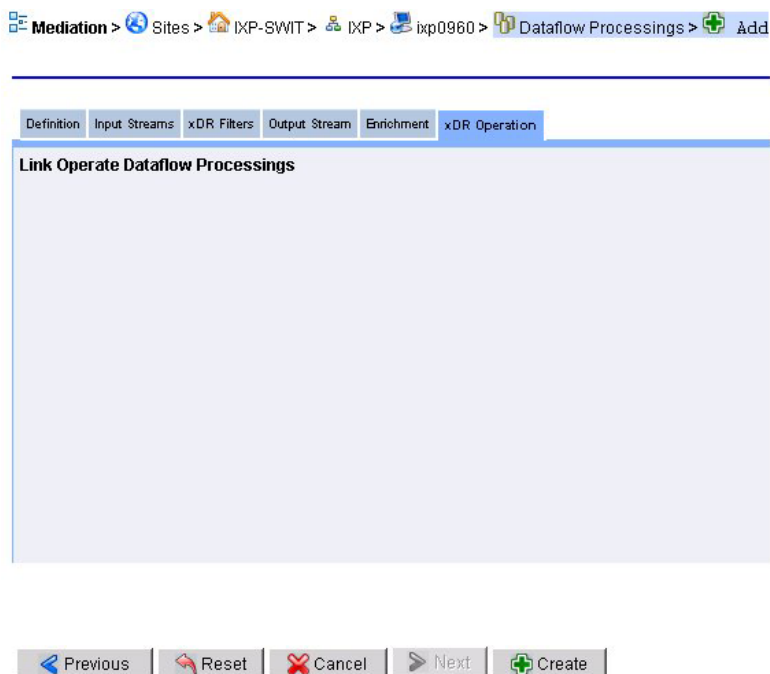 Mediation > Sites > IXP-SWIT > IXP > ixp0960 > Dataflow Processings > Add
Definition Input Streams xDR Filters Output Stream Enrichment xDR Operation
Link Operate Dataflow Processings
Previous Reset Cancel Next Create